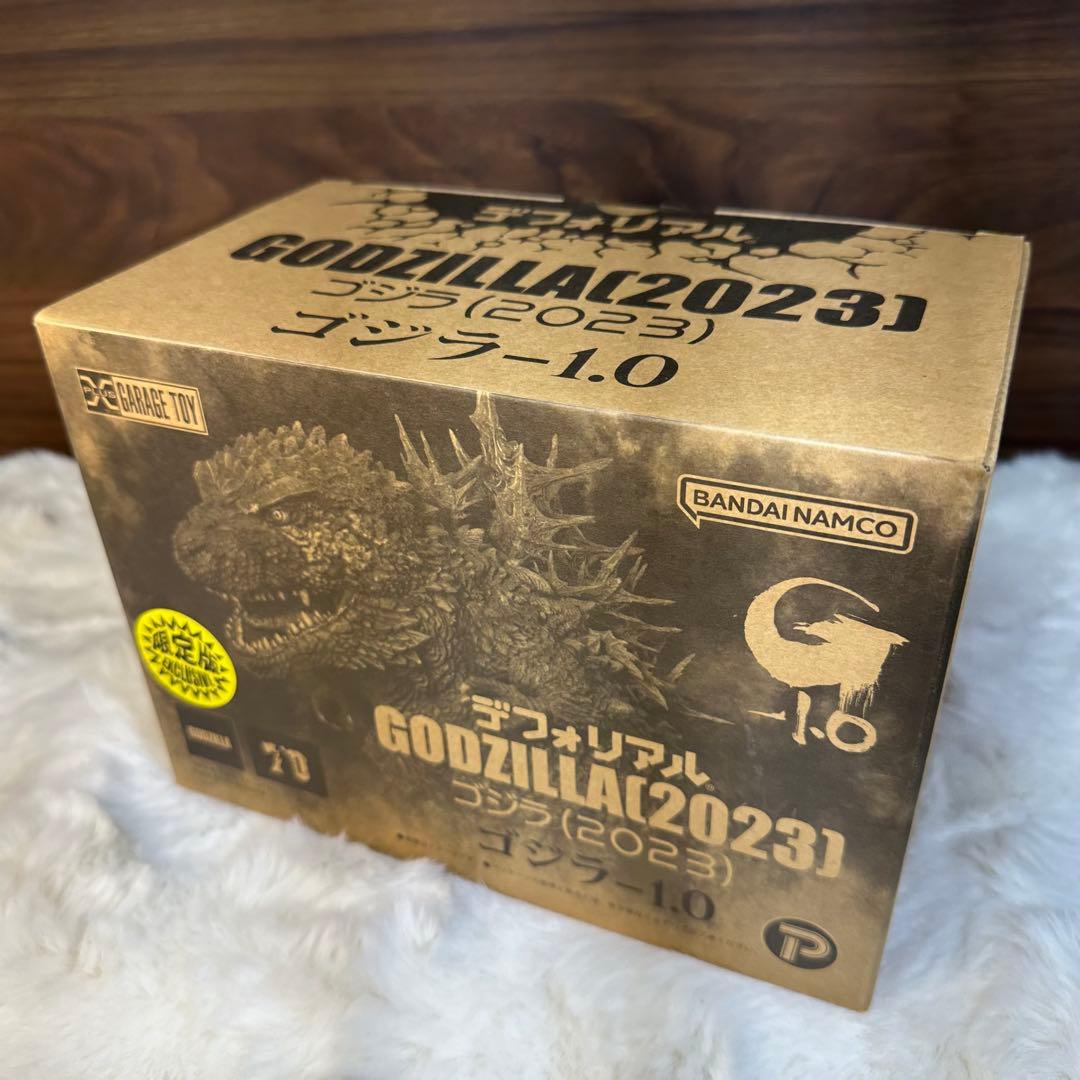 デフォリアル
GODZILLA(2023)
ゴジラ(2023)
ゴジラ-1.0
GARAGE TOY
BANDAI NAMCO
-1.0
限定版
EXCLUSIVE
GODZILLA
70
デフォリアル®
GODZILLA(2023)
ゴジラ(2023)
ゴジラ-1.0